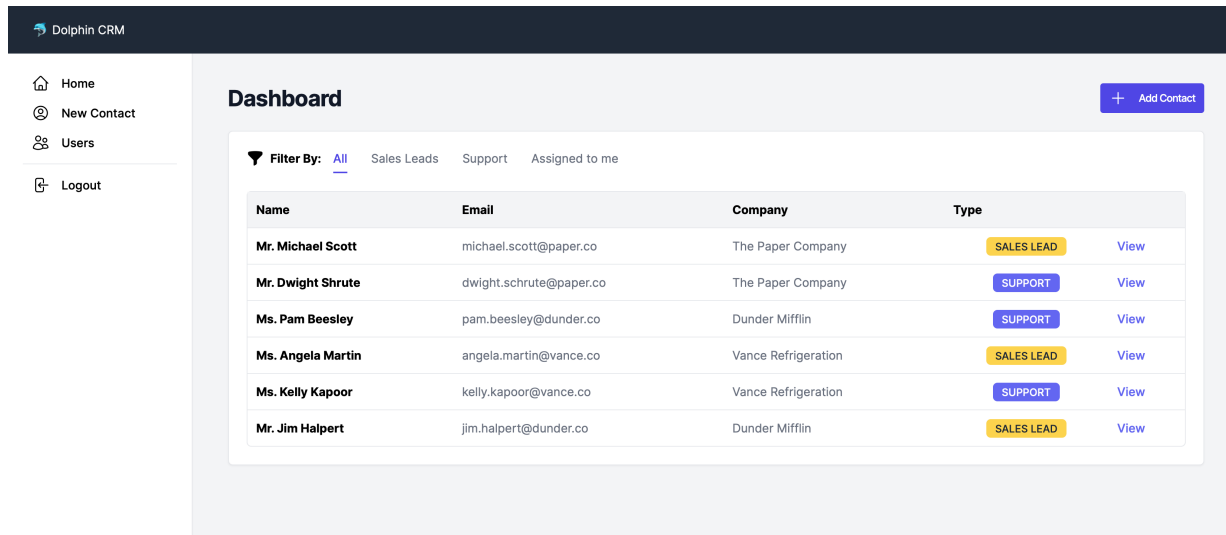 Dolphin CRM
Home
New Contact
Users
Logout
Dashboard
Add Contact
Filter By: All Sales Leads Support Assigned to me
Name Email Company Type
Mr. Michael Scott michael.scott@paper.co The Paper Company SALES LEAD View
Mr. Dwight Shrute dwight.schrute@paper.co The Paper Company SUPPORT View
Ms. Pam Beesley pam.beesley@dunder.co Dunder Mifflin SUPPORT View
Ms. Angela Martin angela.martin@vance.co Vance Refrigeration SALES LEAD View
Ms. Kelly Kapoor kelly.kapoor@vance.co Vance Refrigeration SUPPORT View
Mr. Jim Halpert jim.halpert@dunder.co Dunder Mifflin SALES LEAD View